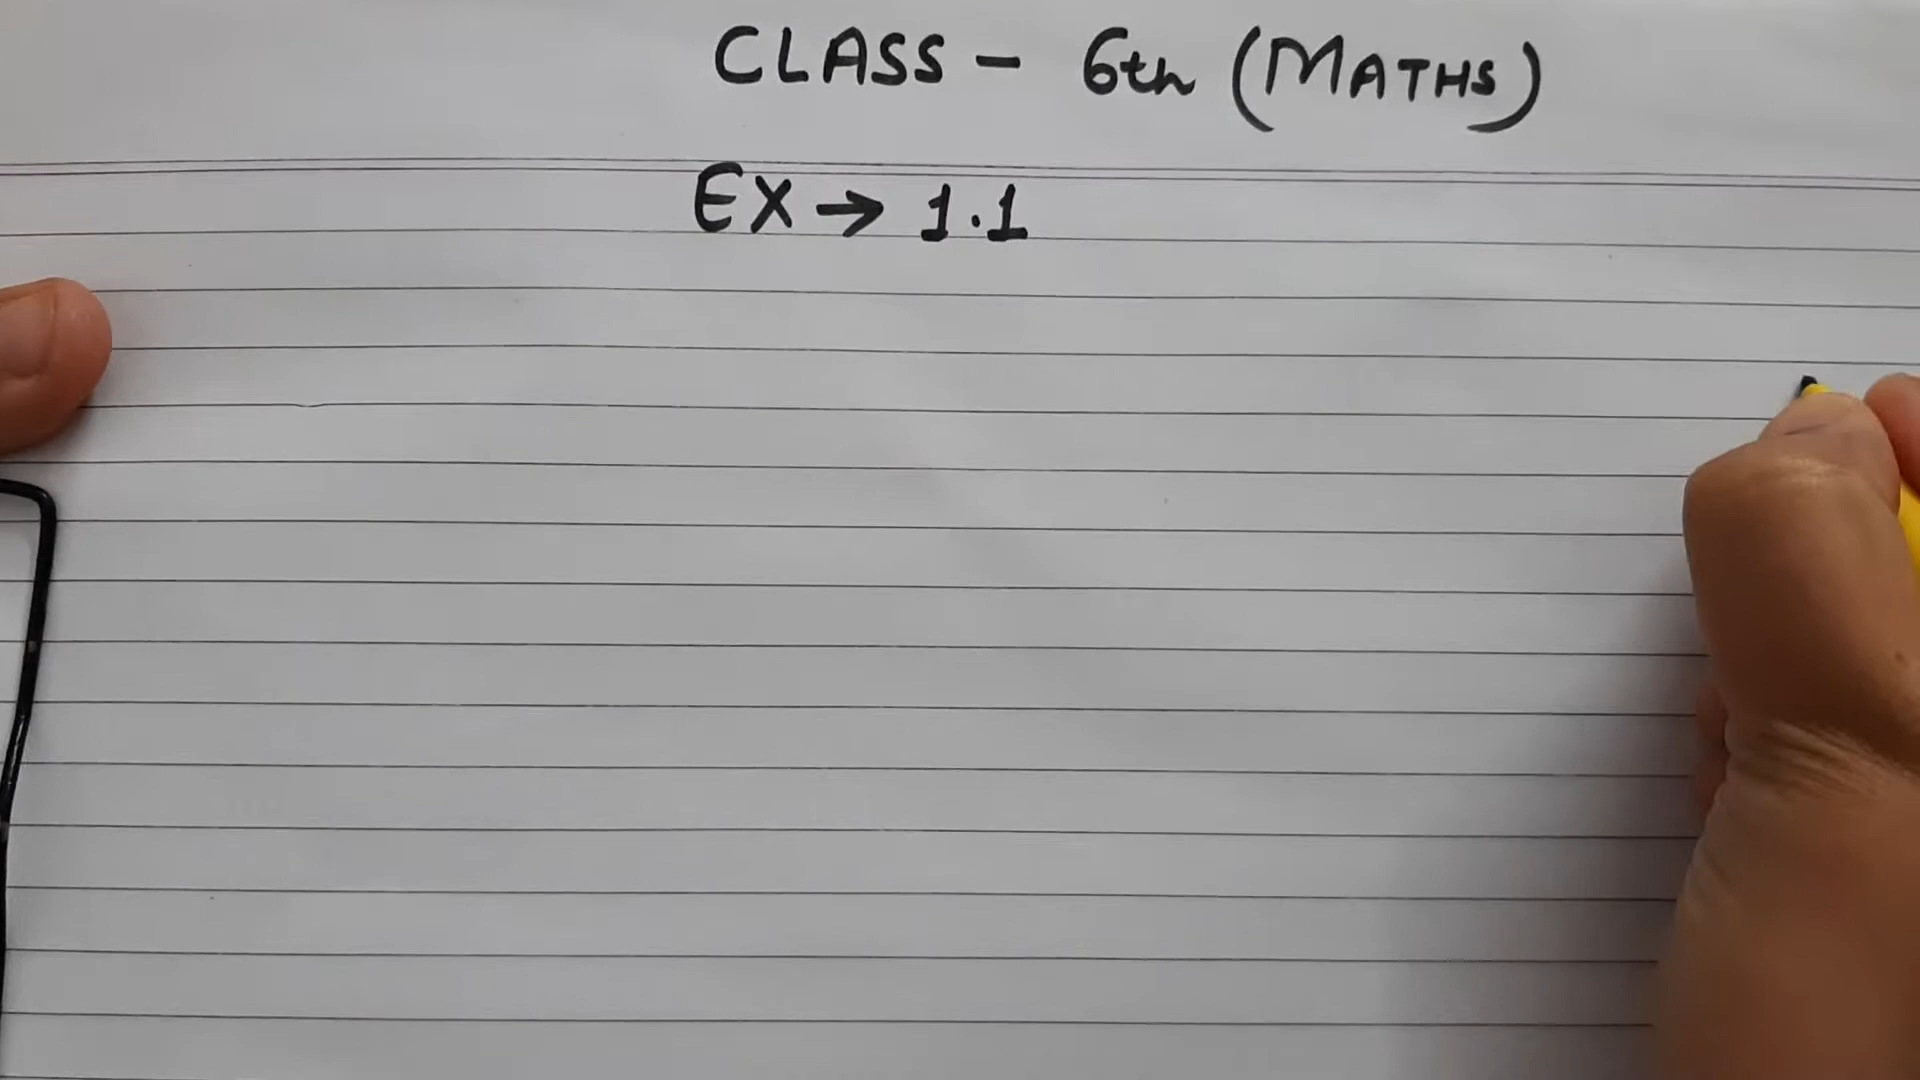 CLASS - 6th (MATHS)
EX → 1.1